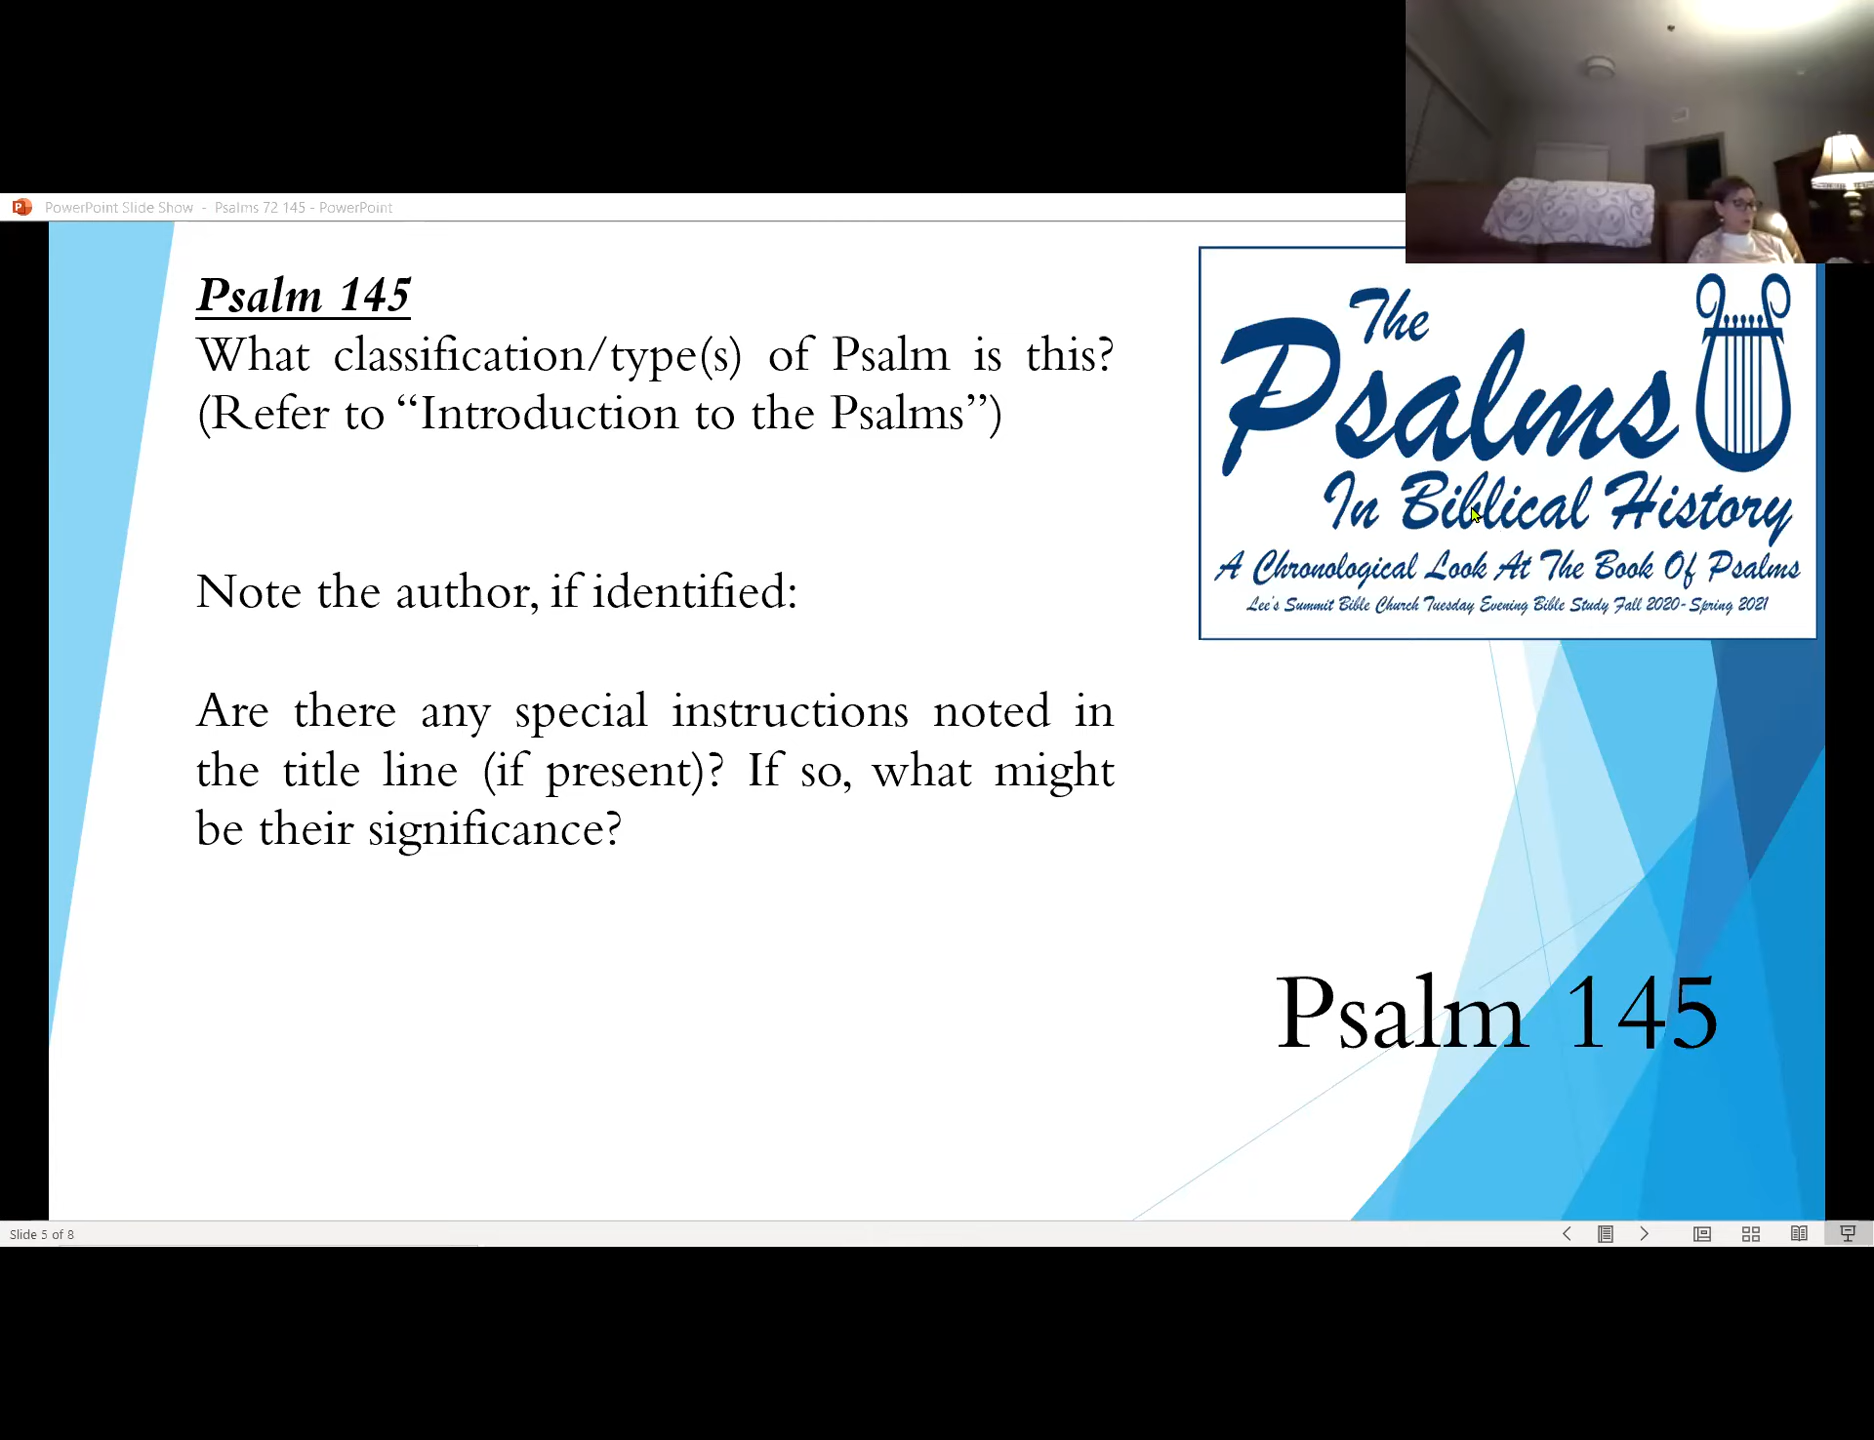 PowerPoint Slide Show - Psalms 72 145 - PowerPoint
Psalm 145
What classification/type(s) of Psalm is this?
(Refer to “Introduction to the Psalms”)
Note the author, if identified:
Are there any special instructions noted in
the title line (if present)? If so, what might
be their significance?
The
Psalms
In Biblical History
A Chronological Look At The Book Of Psalms
Lee's Summit Bible Church Tuesday Evening Bible Study Fall 2020- Spring 2021
Psalm 145
Slide 5 of 8